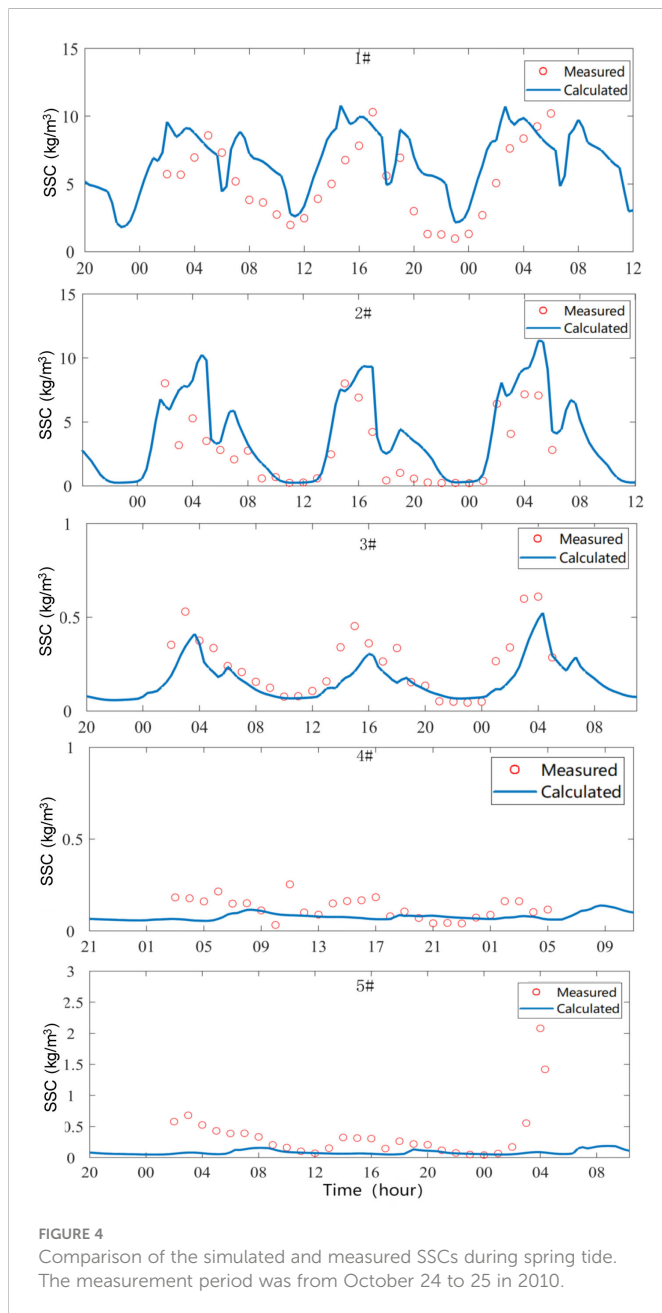 1#
Measured
Calculated
SSC (kg/m³)
15
10
5
0
20 00 04 08 12 16 20 00 04 08 12
2#
Measured
Calculated
SSC (kg/m³)
15
10
5
0
00 04 08 12 16 20 00 04 08 12
3#
Measured
Calculated
SSC (kg/m³)
1
0.5
0
20 00 04 08 12 16 20 00 04 08
4#
Measured
Calculated
SSC (kg/m³)
1
0.5
0
21 01 05 09 13 17 21 01 05 09
5#
Measured
Calculated
SSC (kg/m³)
3
2.5
2
1.5
1
0.5
0
20 00 04 08 12 16 20 00 04 08
Time (hour)
FIGURE 4
Comparison of the simulated and measured SSCs during spring tide.
The measurement period was from October 24 to 25 in 2010.